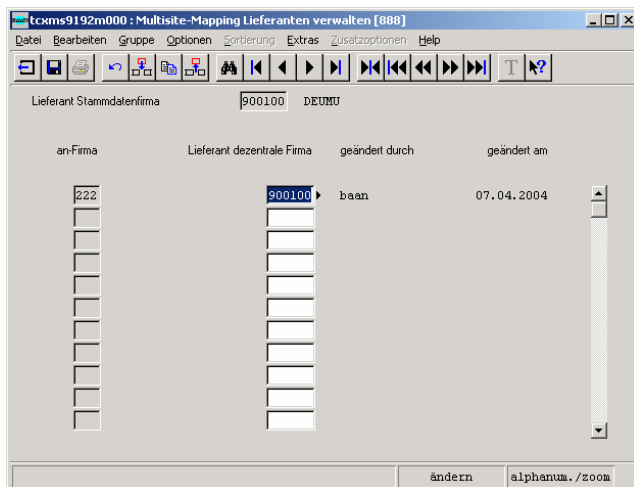 tcxms9192m000 : Multisite-Mapping Lieferanten verwalten [888]
Datei Bearbeiten Gruppe Optionen Sortierung Extras Zusatzoptionen Help
T ?
Lieferant Stammdatenfirma 900100 DEUMU
an-Firma Lieferant dezentrale Firma geändert durch geändert am
222 900100 baan 07.04.2004
ändern alphanum./zoom